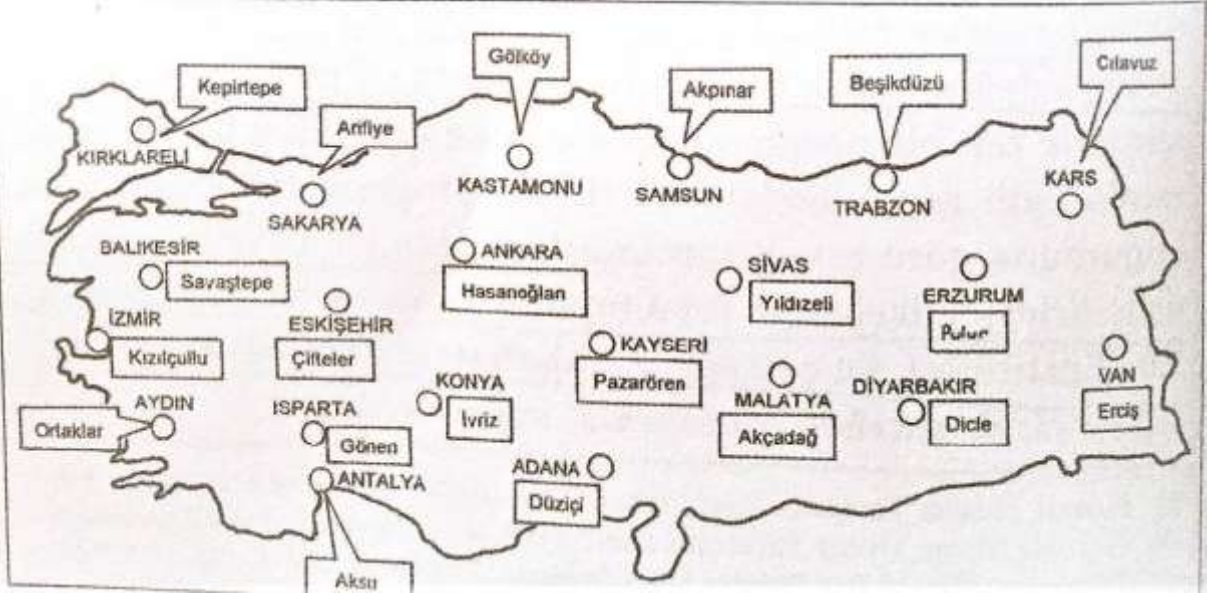 Gölköy
Kepirtepe
Akpınar
Beşikdüzü
Cılavuz
Arifiye
KIRKLARELİ
KASTAMONU
SAMSUN
TRABZON
KARS
SAKARYA
BALIKESİR
Savaştepe
ANKARA
Hasanoğlan
SİVAS
Yıldızeli
ERZURUM
Pulur
İZMİR
Kızılçullu
ESKİŞEHİR
Çifteler
KAYSERİ
Pazarören
VAN
Erciş
AYDIN
Ortaklar
ISPARTA
Gönen
KONYA
İvriz
MALATYA
Akçadağ
DİYARBAKIR
Dicle
ANTALYA
ADANA
Düziçi
Aksu